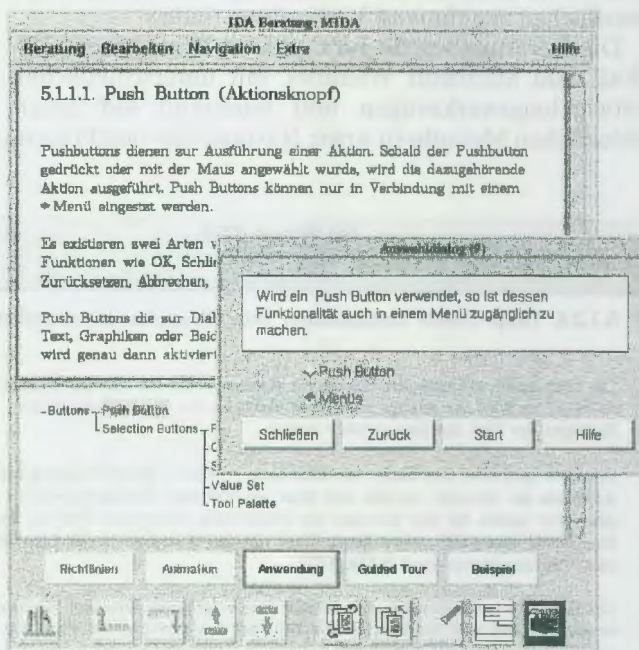 IDA Beratung: MIDA
Beratung Bearbeiten Navigation Extra Hilfe
5.1.1.1. Push Button (Aktionsknopf)
Pushbuttons dienen zur Ausführung einer Aktion. Sobald der Pushbutton
gedrückt oder mit der Maus angewählt wurde, wird die dazugehörende
Aktion ausgeführt. Push Buttons können nur in Verbindung mit einem
Menü eingesetzt werden.
Es existieren zwei Arten v
Funktionen wie OK, Schlie
Zurücksetzen, Abbrechen,
Push Buttons die zur Dial
Text, Graphiken oder Beid
wird genau dann aktiviert
Wird ein Push Button verwendet, so ist dessen
Funktionalität auch in einem Menü zugänglich zu
machen.
Push Button
Menüs
Schließen Zurück Start Hilfe
Buttons Push Button
Selection Buttons
Value Set
Tool Palette
Richtlinien Animation Anwendung Guided Tour Beispiel